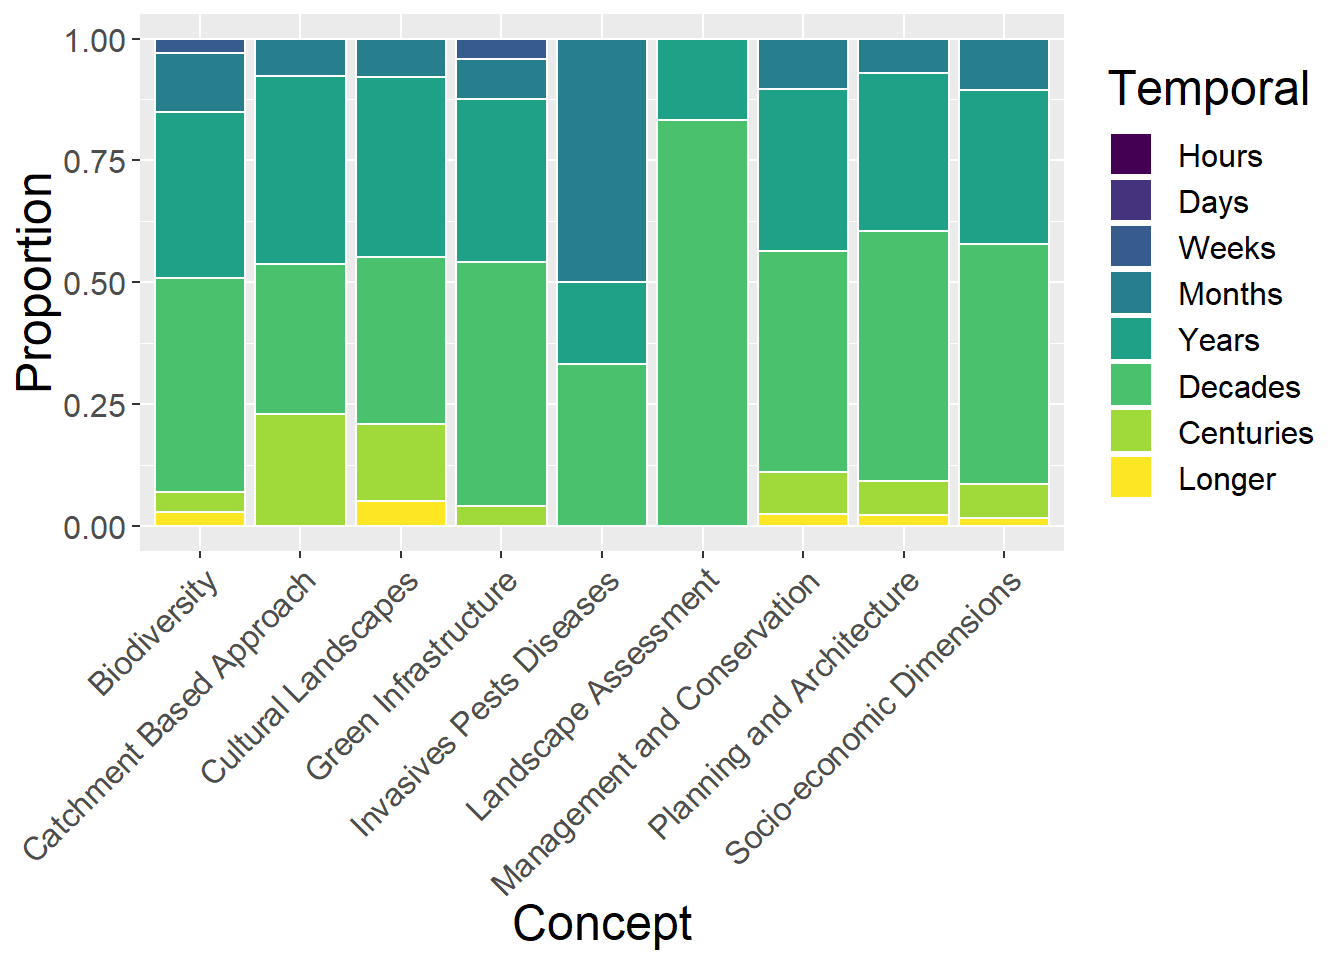 1.00
0.75
0.50
0.25
0.00
Proportion
Biodiversity
Catchment Based Approach
Cultural Landscapes
Green Infrastructure
Invasives Pests Diseases
Landscape Assessment
Management and Conservation
Planning and Architecture
Socio-economic Dimensions
Concept
Temporal
Hours
Days
Weeks
Months
Years
Decades
Centuries
Longer